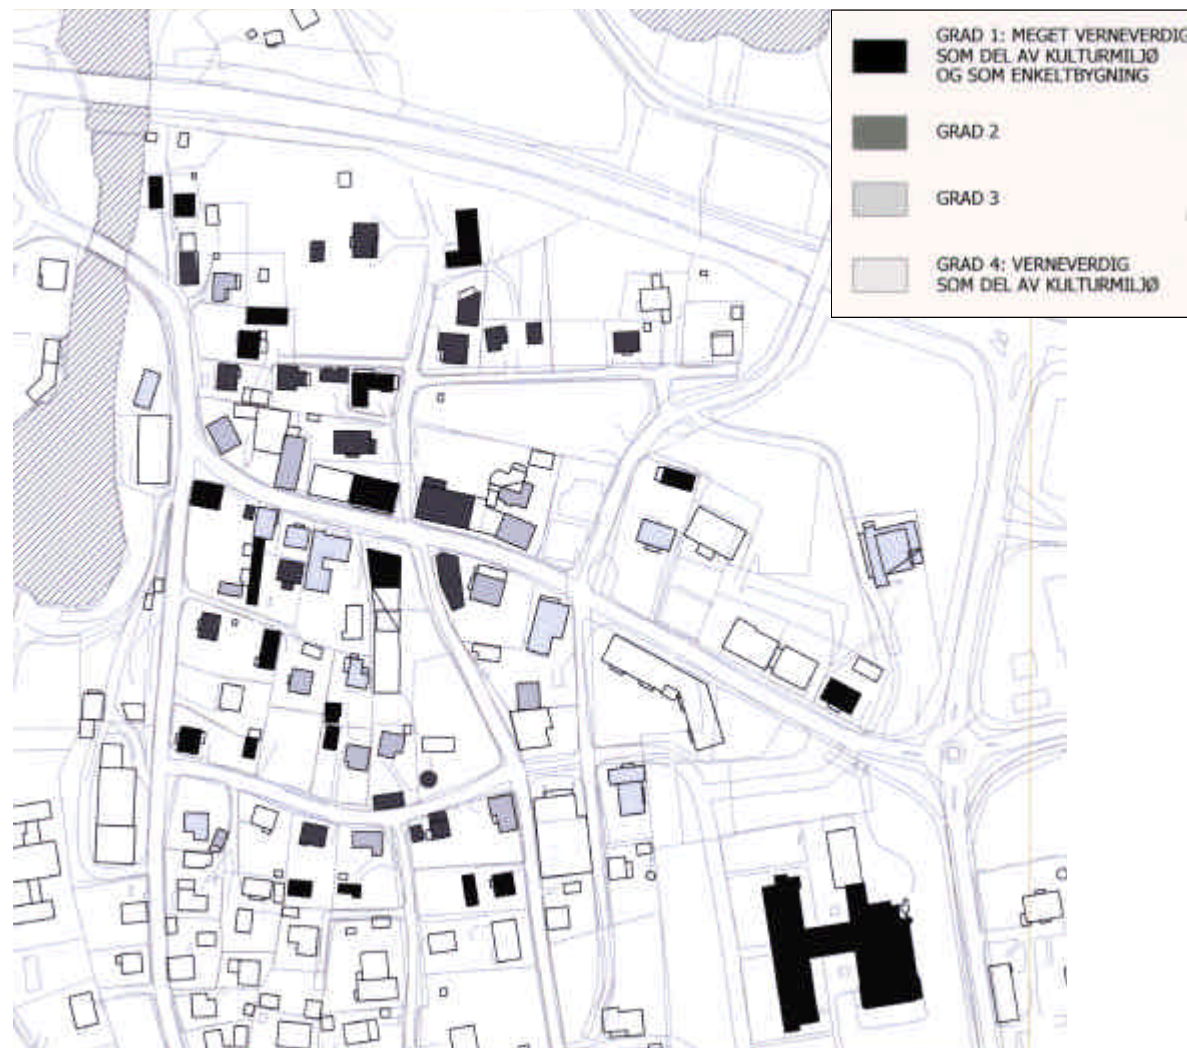 GRAD 1: MEGET VERNEVERDIG
SOM DEL AV KULTURMILJØ
OG SOM ENKELTBYGNING
GRAD 2
GRAD 3
GRAD 4: VERNEVERDIG
SOM DEL AV KULTURMILJØ